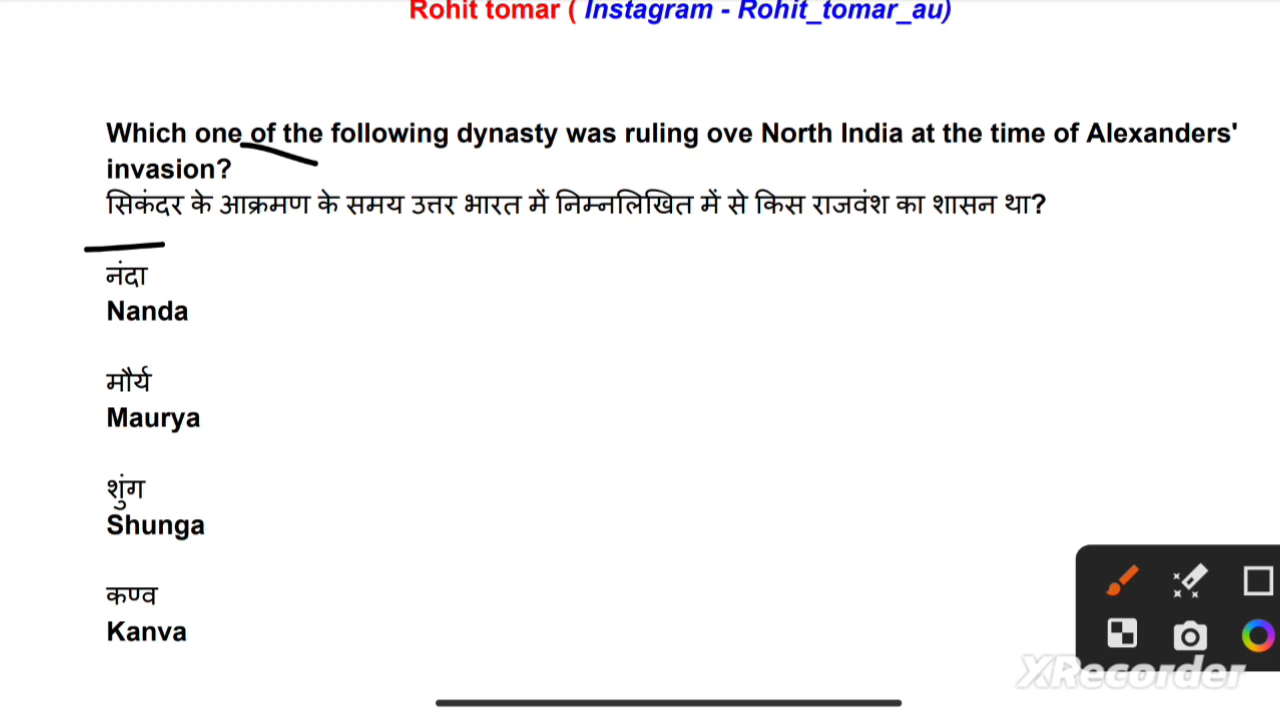 Rohit tomar ( Instagram - Rohit_tomar_au)
Which one of the following dynasty was ruling ove North India at the time of Alexanders'
invasion?
सिकंदर के आक्रमण के समय उत्तर भारत में निम्नलिखित में से किस राजवंश का शासन था?
नंदा
Nanda
मौर्य
Maurya
शुंग
Shunga
कण्व
Kanva
XRecorder